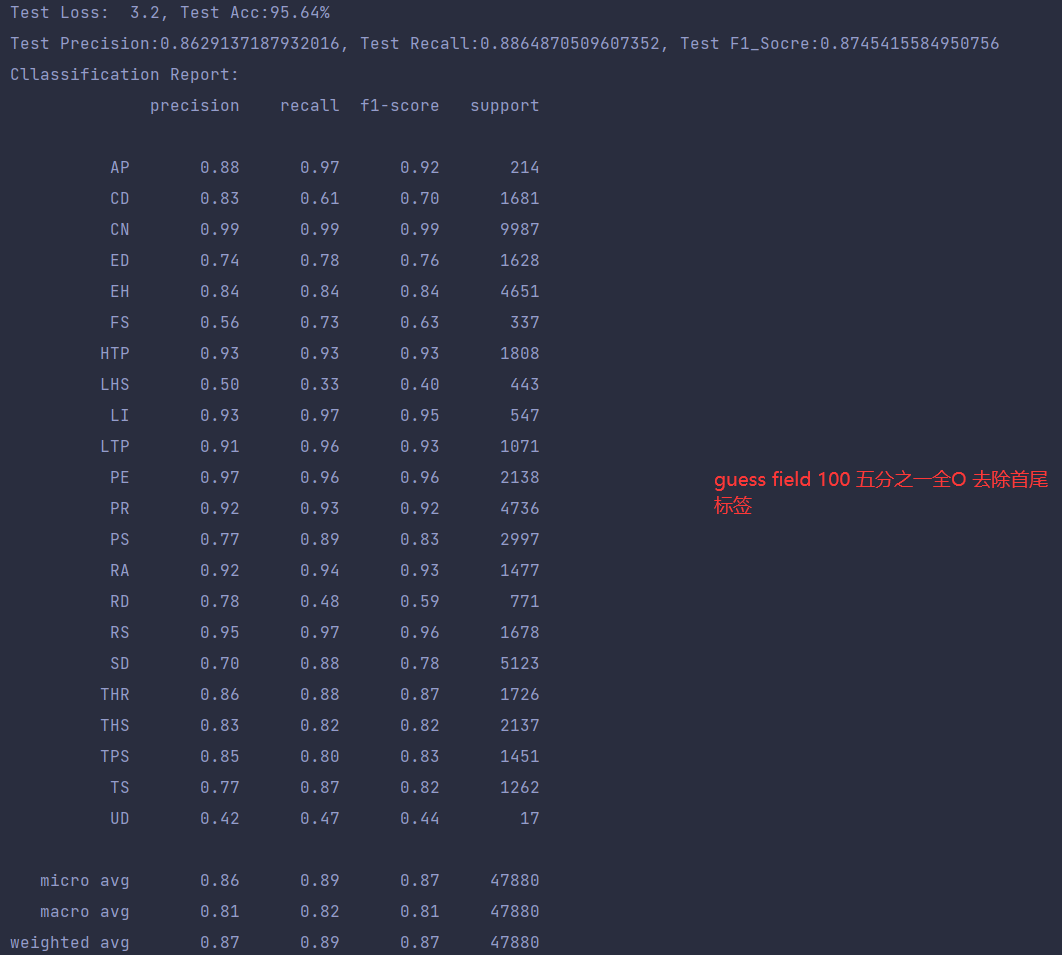 Test Loss:  3.2, Test Acc:95.64%
Test Precision:0.8629137187932016, Test Recall:0.8864870509607352, Test F1_Socre:0.8745415584950756
Cllassification Report:
precision    recall  f1-score   support
AP       0.88      0.97      0.92       214
CD       0.83      0.61      0.70      1681
CN       0.99      0.99      0.99      9987
ED       0.74      0.78      0.76      1628
EH       0.84      0.84      0.84      4651
FS       0.56      0.73      0.63       337
HTP       0.93      0.93      0.93      1808
LHS       0.50      0.33      0.40       443
LI       0.93      0.97      0.95       547
LTP       0.91      0.96      0.93      1071
PE       0.97      0.96      0.96      2138
PR       0.92      0.93      0.92      4736
PS       0.77      0.89      0.83      2997
RA       0.92      0.94      0.93      1477
RD       0.78      0.48      0.59       771
RS       0.95      0.97      0.96      1678
SD       0.70      0.88      0.78      5123
THR       0.86      0.88      0.87      1726
THS       0.83      0.82      0.82      2137
TPS       0.85      0.80      0.83      1451
TS       0.77      0.87      0.82      1262
UD       0.42      0.47      0.44        17
micro avg       0.86      0.89      0.87     47880
macro avg       0.81      0.82      0.81     47880
weighted avg       0.87      0.89      0.87     47880
guess field 100 五分之一全O 去除首尾
标签